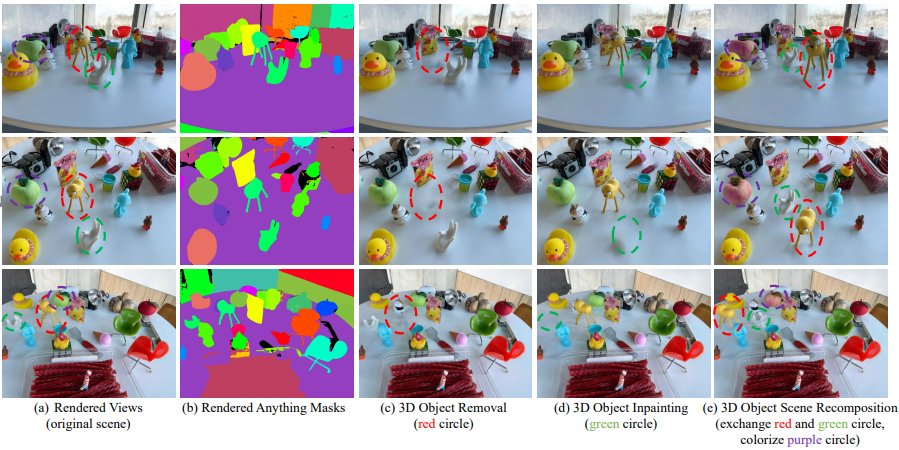 (a) Rendered Views
(original scene)
(b) Rendered Anything Masks
(c) 3D Object Removal
(red circle)
(d) 3D Object Inpainting
(green circle)
(e) 3D Object Scene Recomposition
(exchange red and green circle,
colorize purple circle)